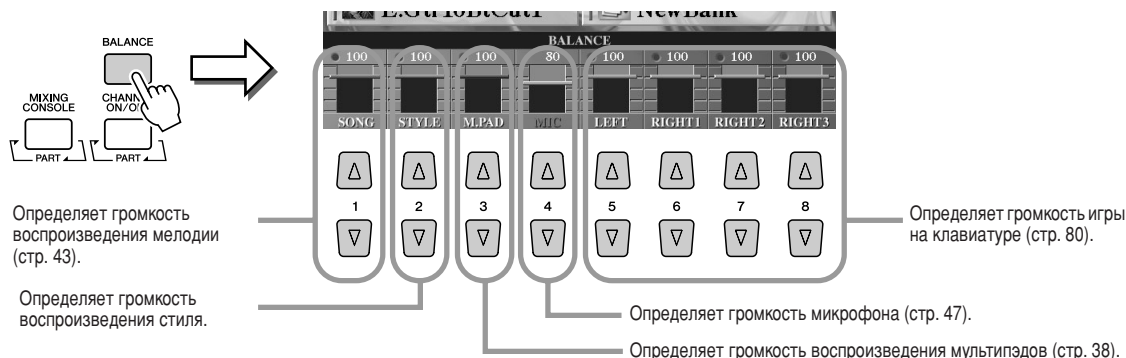 NewBank
BALANCE
BALANCE
100 100 100 80 100 100 100 100
MIXING
CONSOLE
PART
PART
SONG STYLE M.PAD MIC LEFT RIGHT1 RIGHT2 RIGHT3
1 2 3 4 5 6 7 8
Определяет громкость
воспроизведения мелодии
(стр. 43).
Определяет громкость игры
на клавиатуре (стр. 80).
Определяет громкость
воспроизведения стиля.
Определяет громкость микрофона (стр. 47).
Определяет громкость воспроизведения мультипэдов (стр. 38).